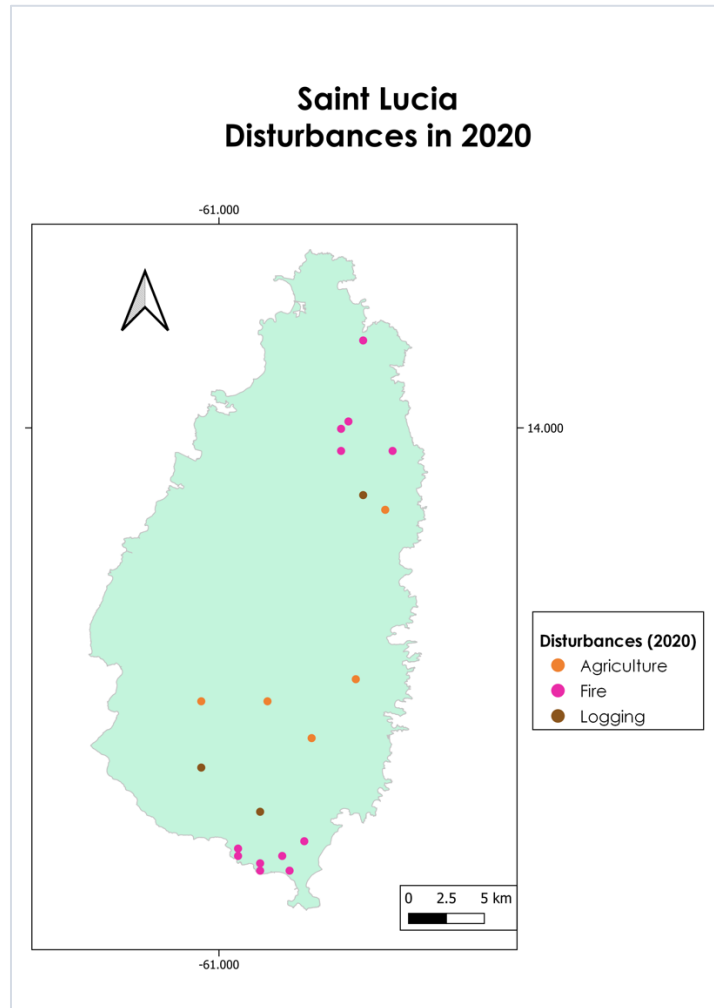 Saint Lucia
Disturbances in 2020
-61.000
14.000
Disturbances (2020)
Agriculture
Fire
Logging
0 2.5 5 km
-61.000